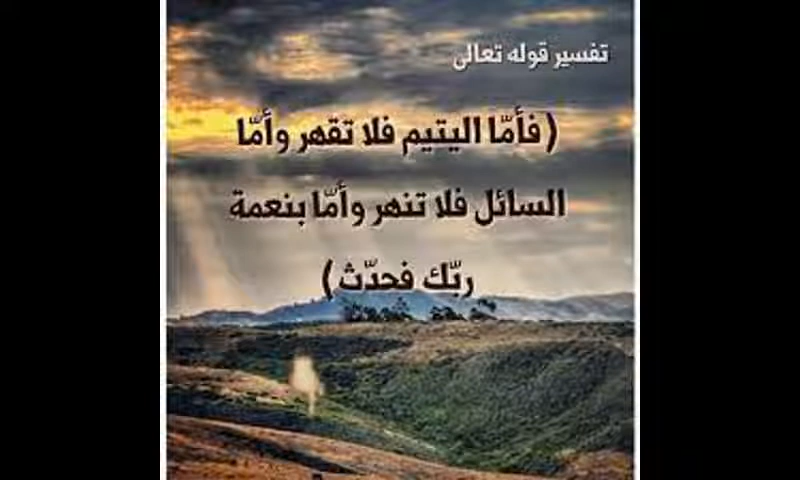 تفسير قوله تعالى
(فأمّا اليتيم فلا تقهر وأمّا
السائل فلا تنهر وأمّا بنعمة
ربّك فحدّث)